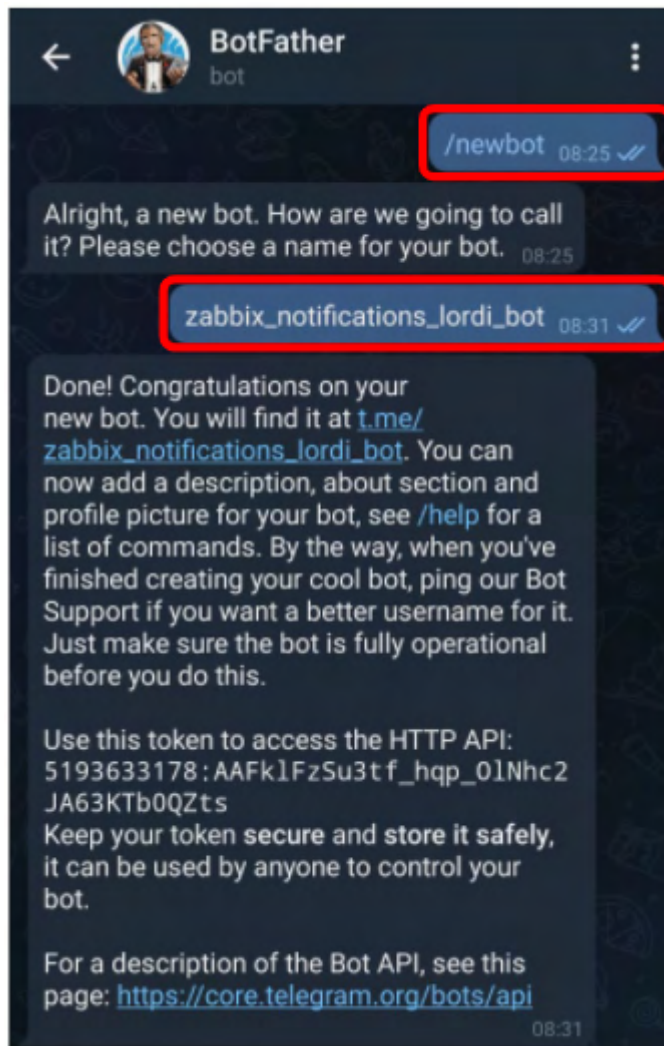 BotFather
bot
/newbot 08:25
Alright, a new bot. How are we going to call
it? Please choose a name for your bot. 08:25
zabbix_notifications_lordi_bot 08:31
Done! Congratulations on your
new bot. You will find it at t.me/
zabbix_notifications_lordi_bot. You can
now add a description, about section and
profile picture for your bot, see /help for a
list of commands. By the way, when you've
finished creating your cool bot, ping our Bot
Support if you want a better username for it.
Just make sure the bot is fully operational
before you do this.
Use this token to access the HTTP API:
5193633178:AAFklFzSu3tf_hqp_OlNhc2
JA63KTb0QZts
Keep your token secure and store it safely,
it can be used by anyone to control your
bot.
For a description of the Bot API, see this
page: https://core.telegram.org/bots/api
08:31